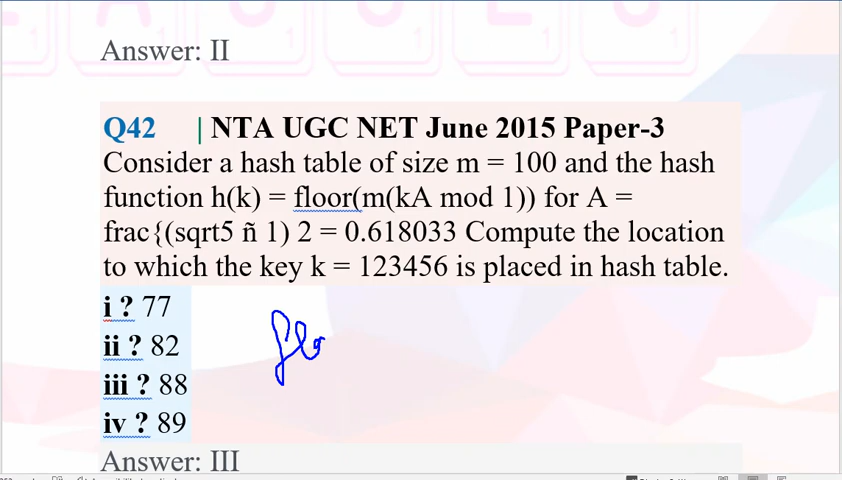 Answer: II
Q42 | NTA UGC NET June 2015 Paper-3
Consider a hash table of size m = 100 and the hash
function h(k) = floor(m(kA mod 1)) for A =
frac{(sqrt5 ñ 1) 2 = 0.618033 Compute the location
to which the key k = 123456 is placed in hash table.
i ? 77
ii ? 82
iii ? 88
iv ? 89
flo
Answer: III